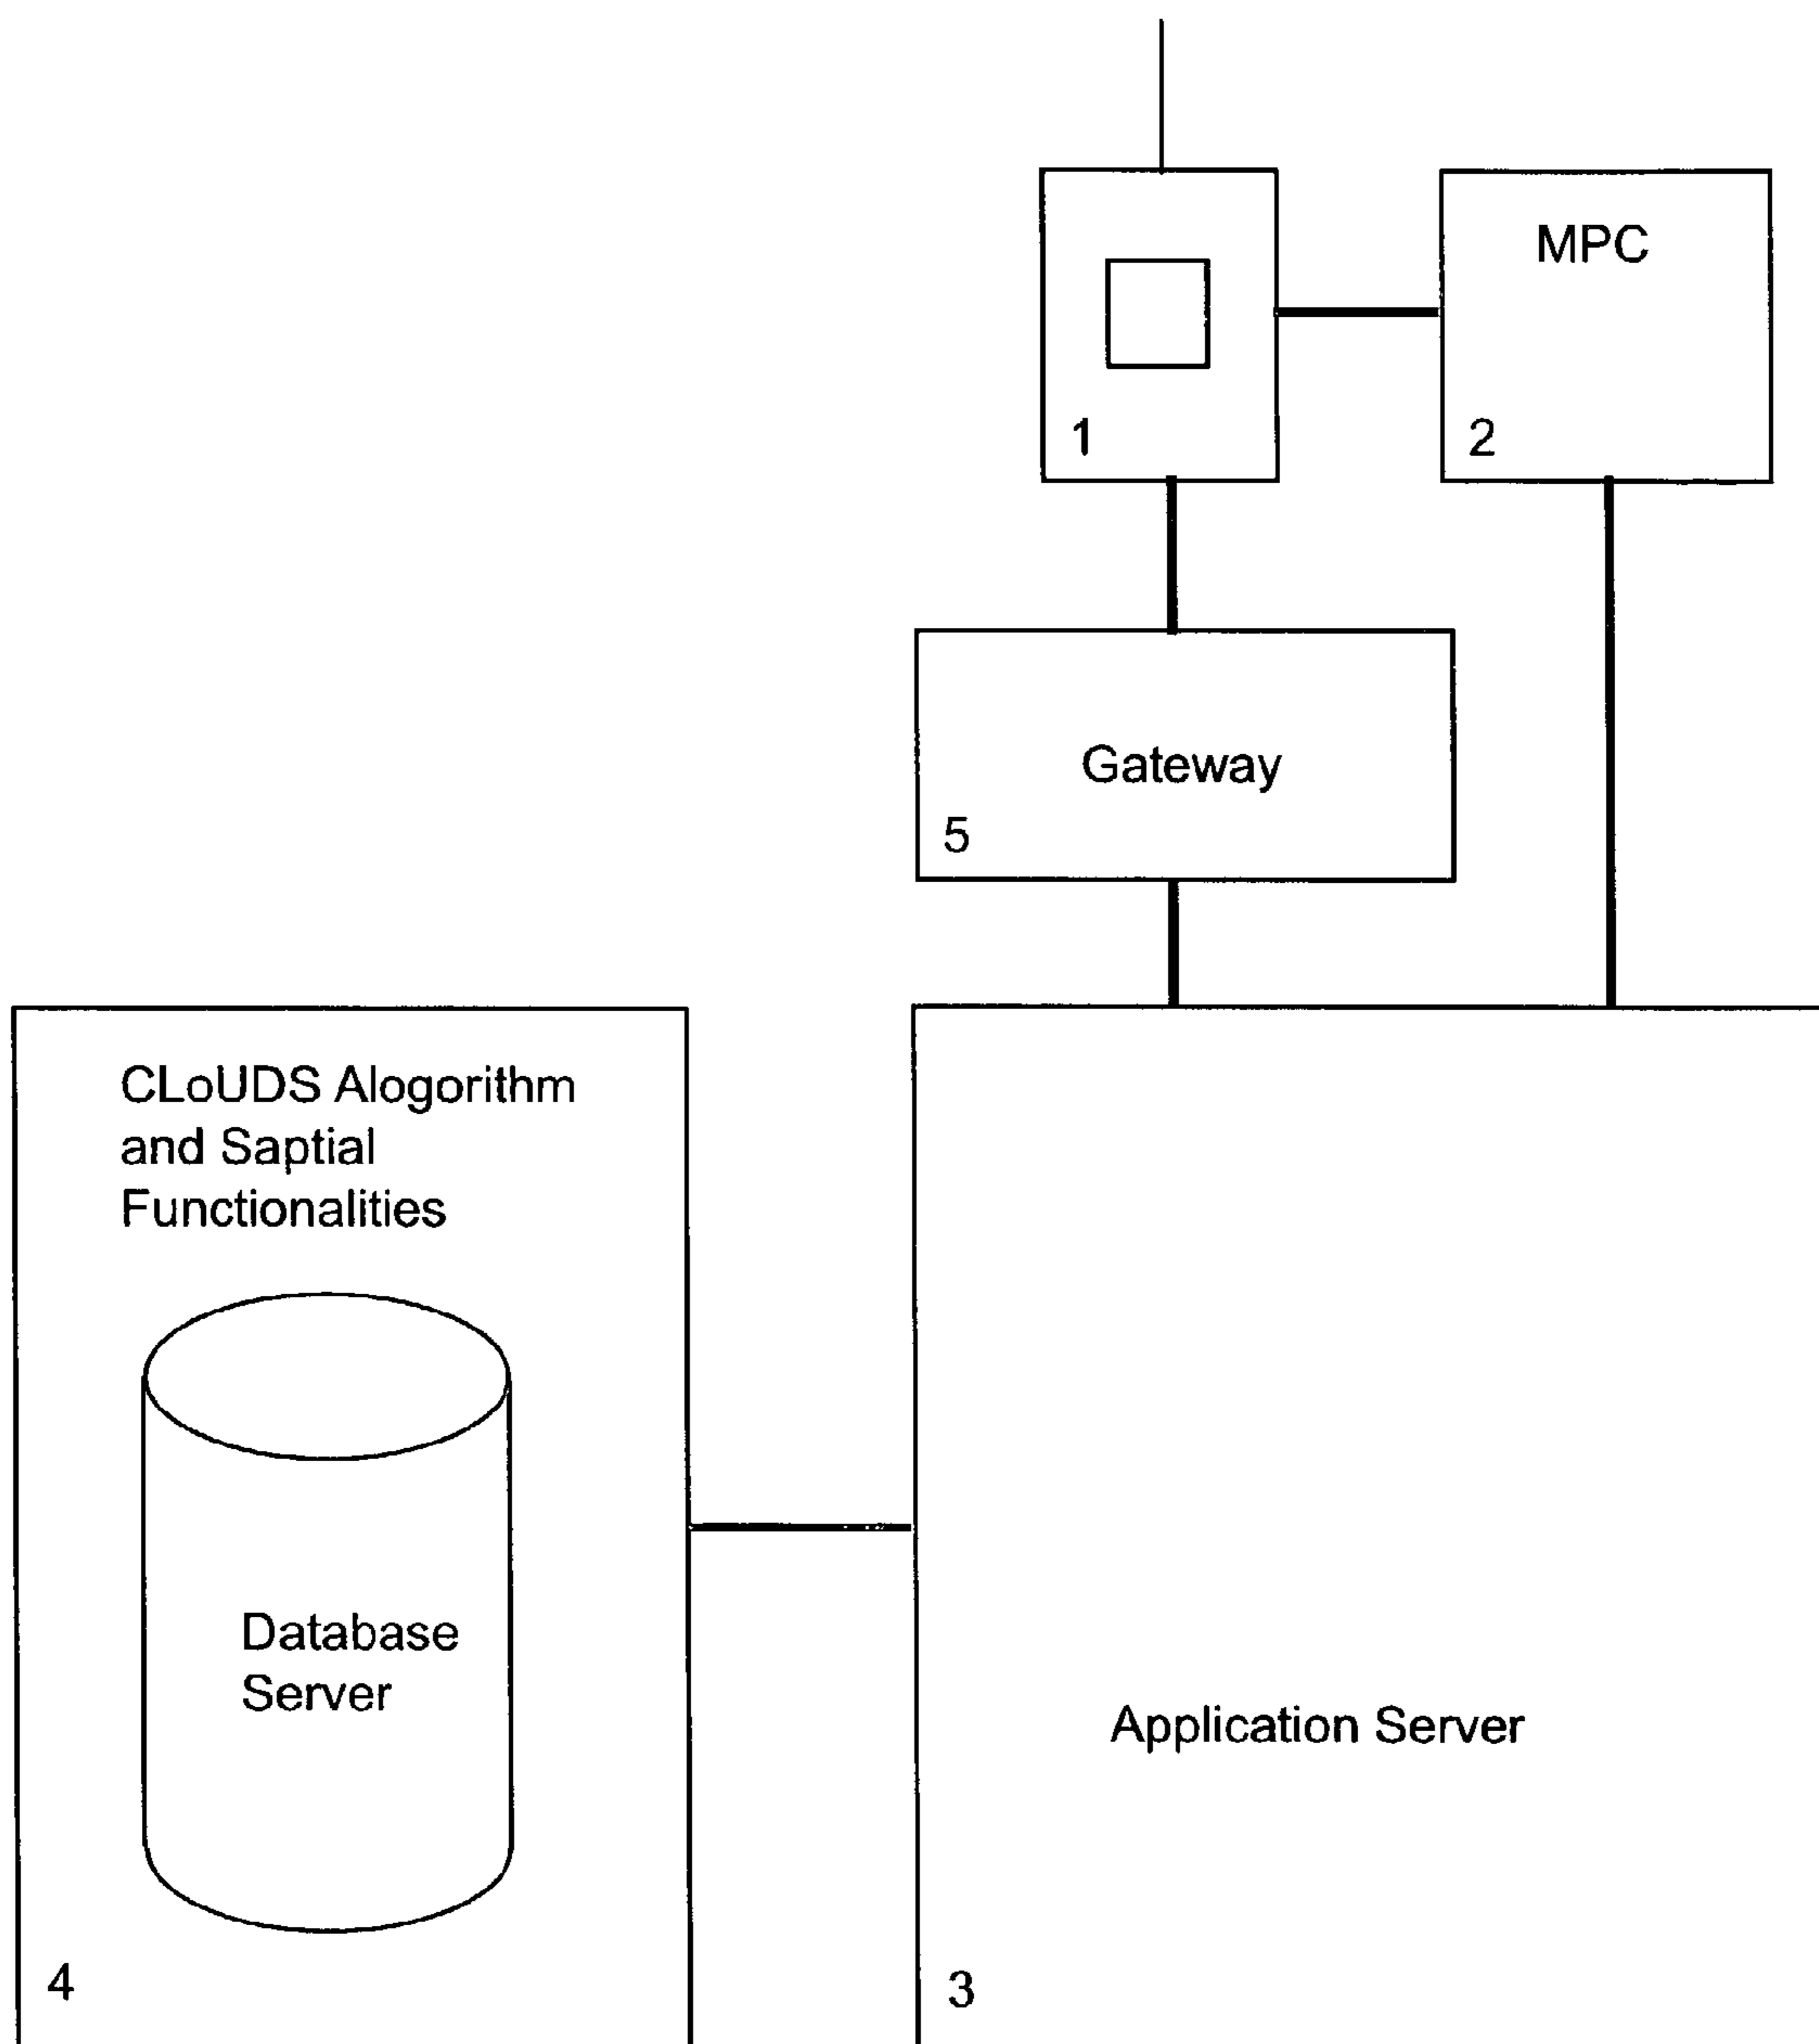 MPC
1
2
Gateway
5
CLoUDS Alogorithm
and Saptial
Functionalities
Database
Server
Application Server
4
3